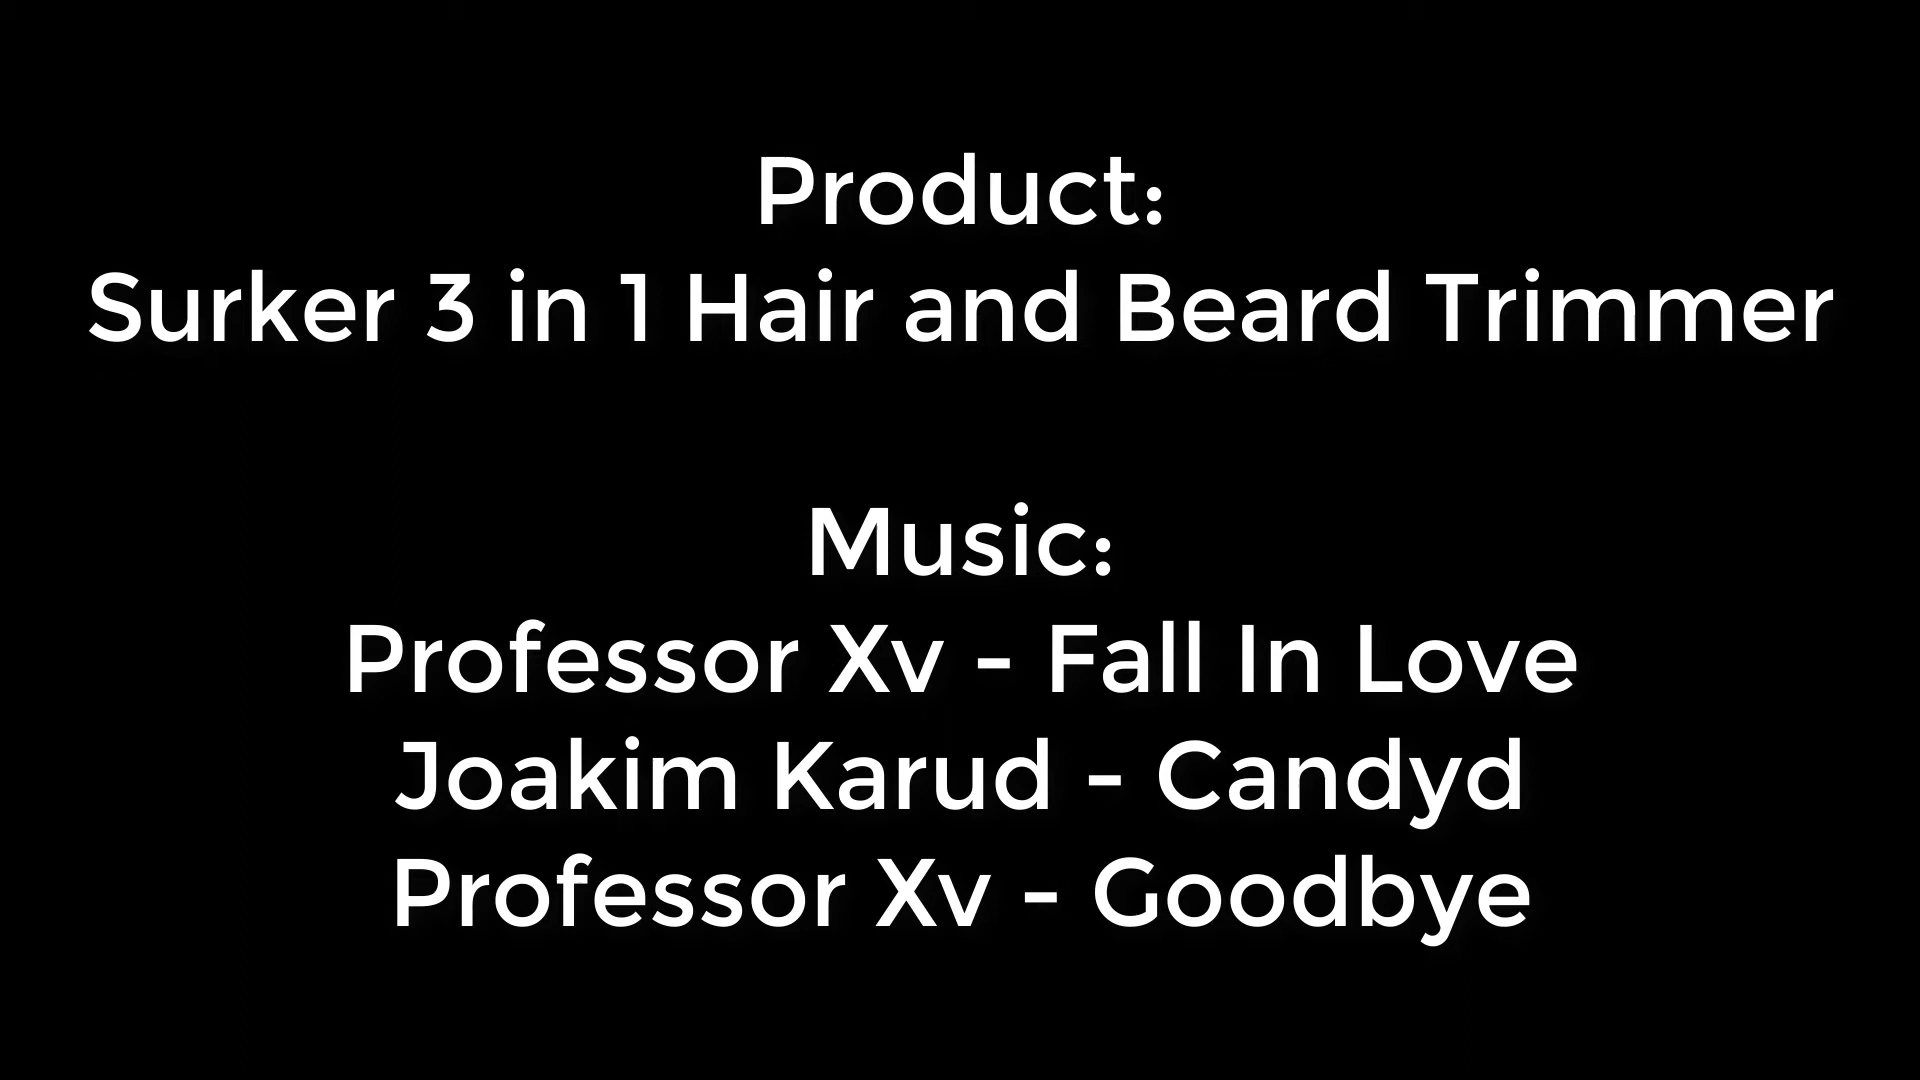 Product:
Surker 3 in 1 Hair and Beard Trimmer
Music:
Professor Xv - Fall In Love
Joakim Karud - Candyd
Professor Xv - Goodbye